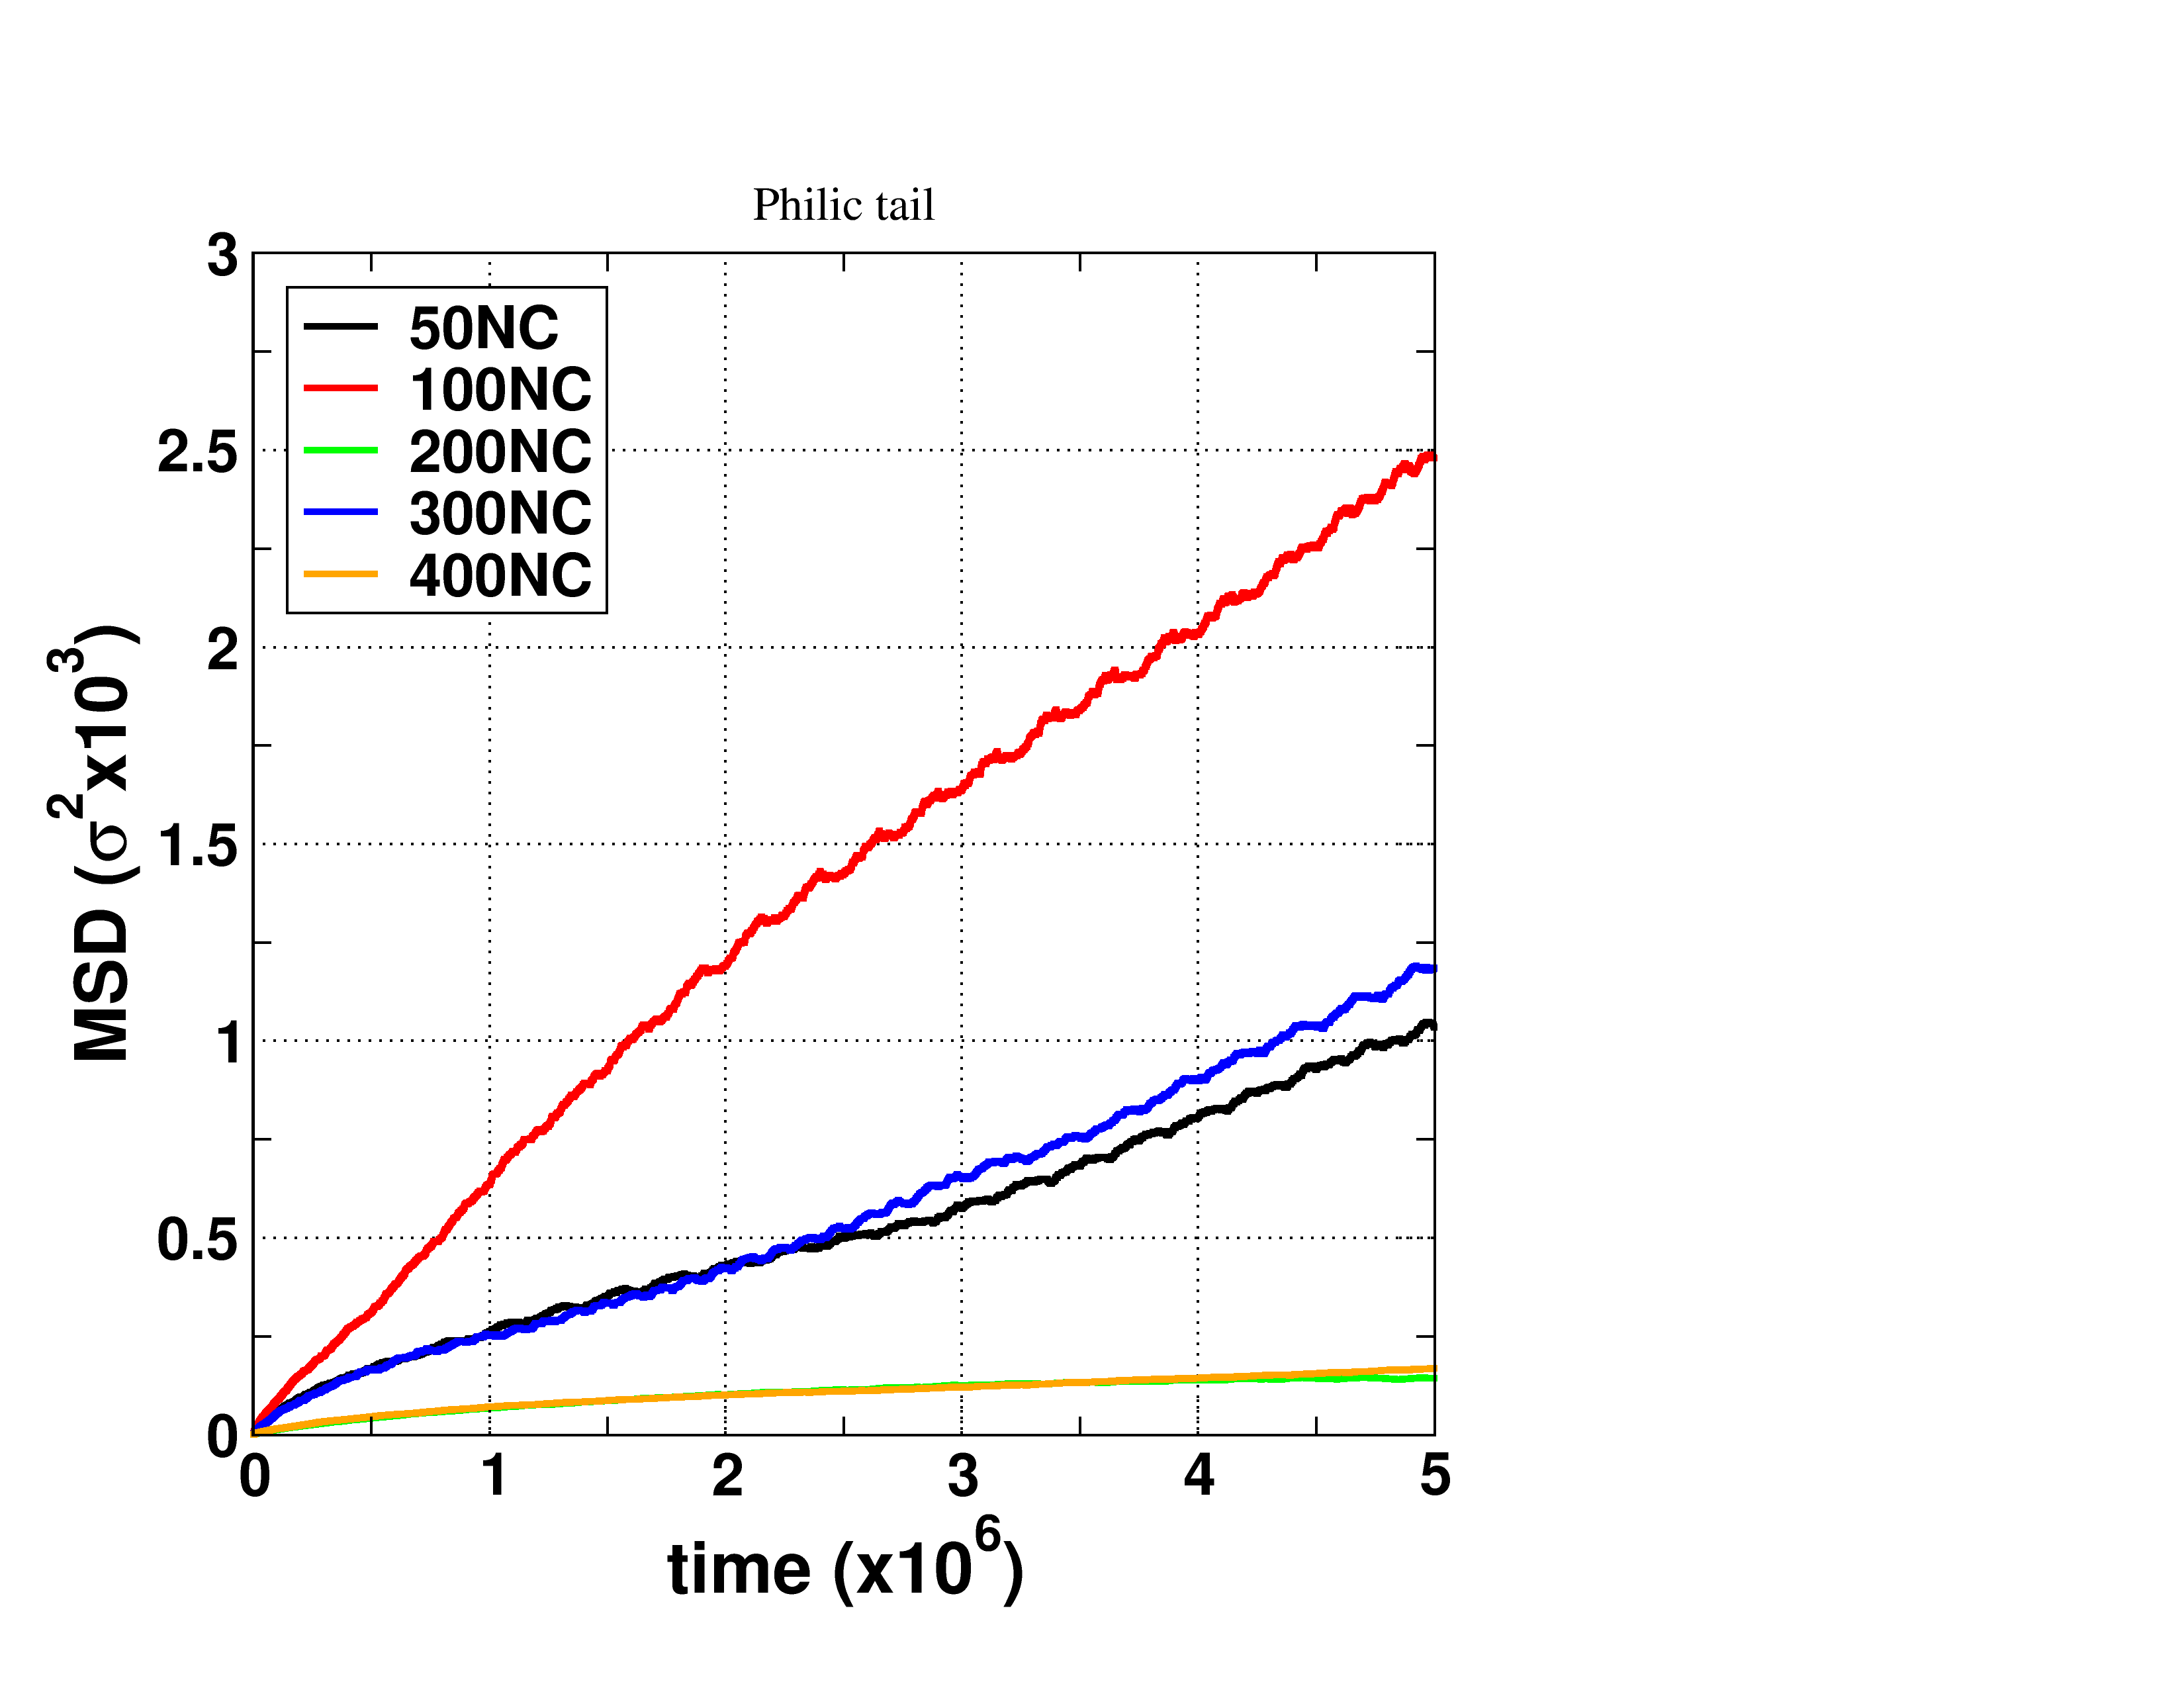 Philic tail
3
2.5
2
1.5
1
0.5
0
50NC
100NC
200NC
300NC
400NC
MSD (σ²x10³)
0 1 2 3 4 5
time (x10⁶)